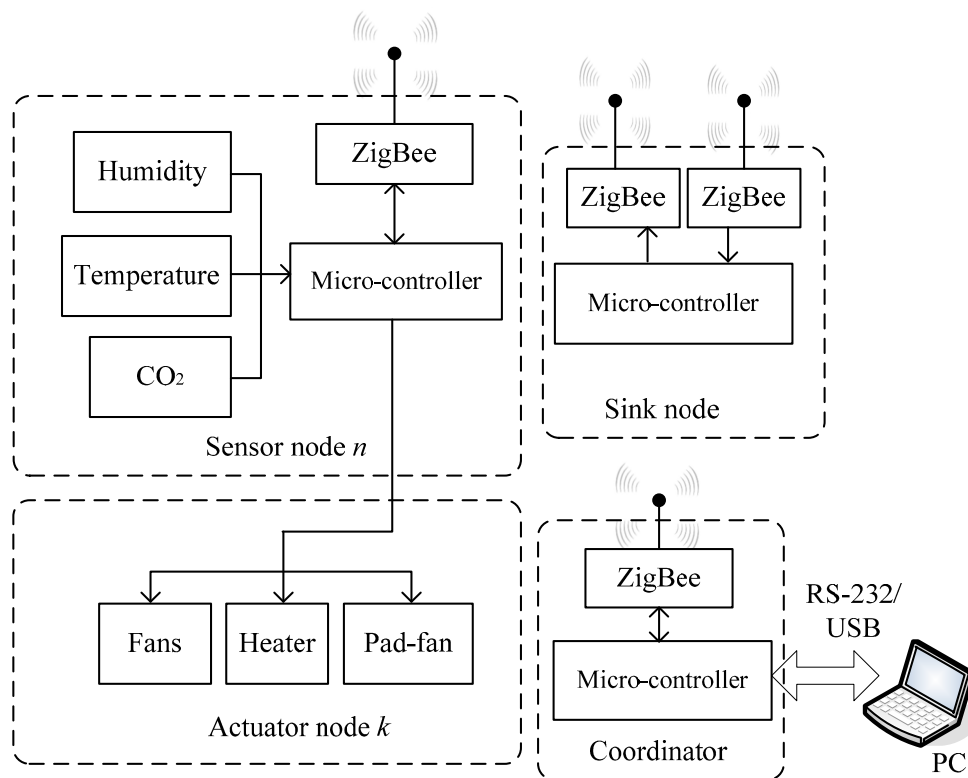 ZigBee
Humidity
Temperature
CO₂
Micro-controller
Sensor node n
ZigBee
ZigBee
Micro-controller
Sink node
Fans
Heater
Pad-fan
Actuator node k
ZigBee
Micro-controller
Coordinator
RS-232/
USB
PC